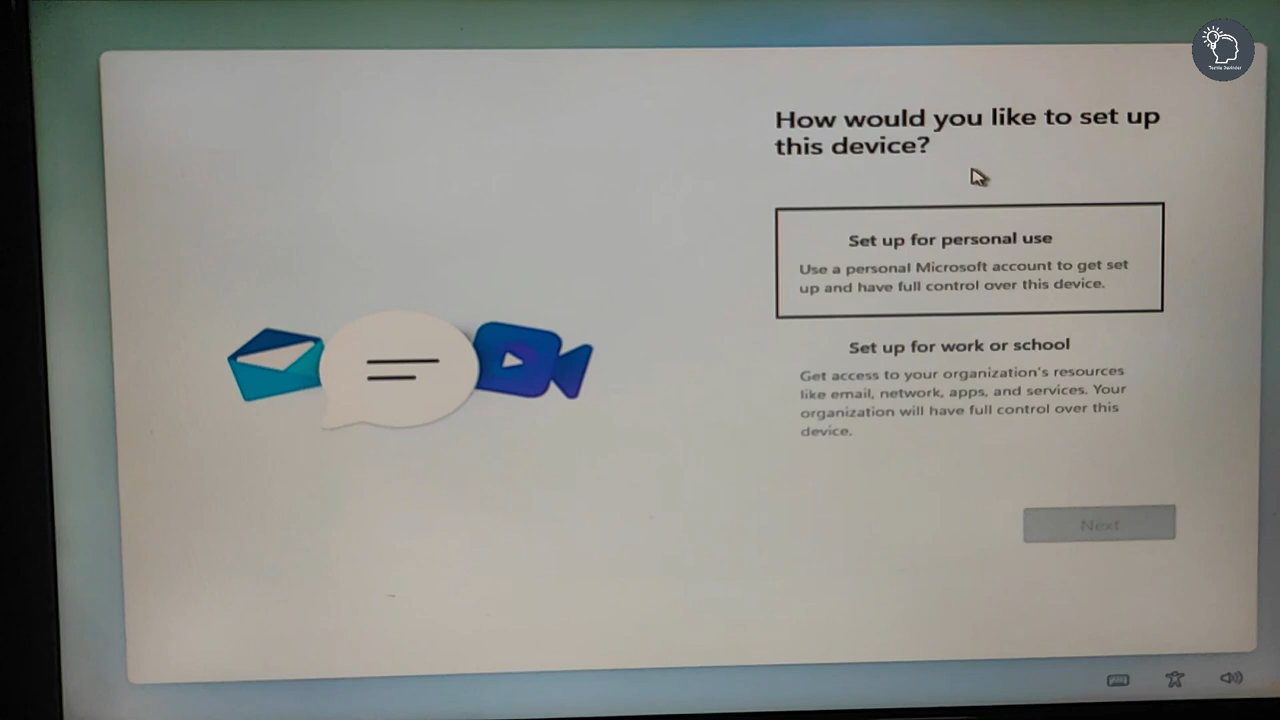 How would you like to set up
this device?
Set up for personal use
Use a personal Microsoft account to get set
up and have full control over this device.
Set up for work or school
Get access to your organization's resources
like email, network, apps, and services. Your
organization will have full control over this
device.
Next